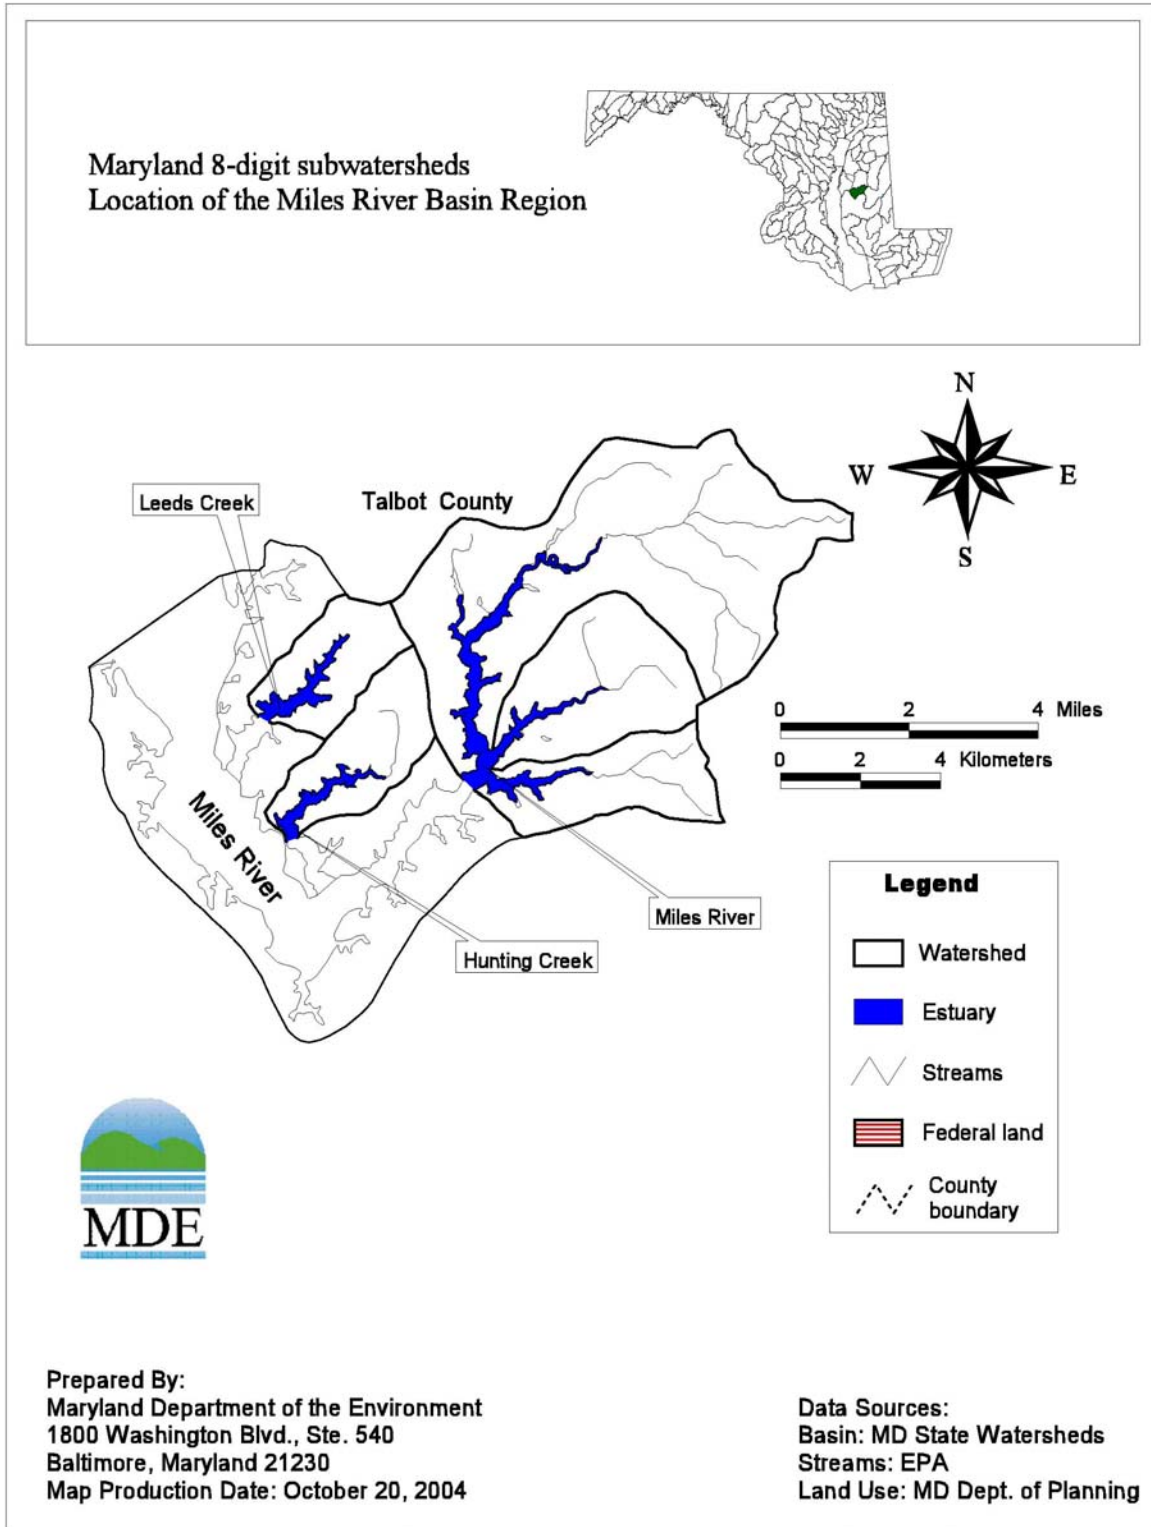 Maryland 8-digit subwatersheds
Location of the Miles River Basin Region
N
W
E
S
Leeds Creek
Talbot County
0 2 4 Miles
0 2 4 Kilometers
Miles River
Miles River
Hunting Creek
Legend
Watershed
Estuary
Streams
Federal land
County
boundary
MDE
Prepared By:
Maryland Department of the Environment
1800 Washington Blvd., Ste. 540
Baltimore, Maryland 21230
Map Production Date: October 20, 2004
Data Sources:
Basin: MD State Watersheds
Streams: EPA
Land Use: MD Dept. of Planning